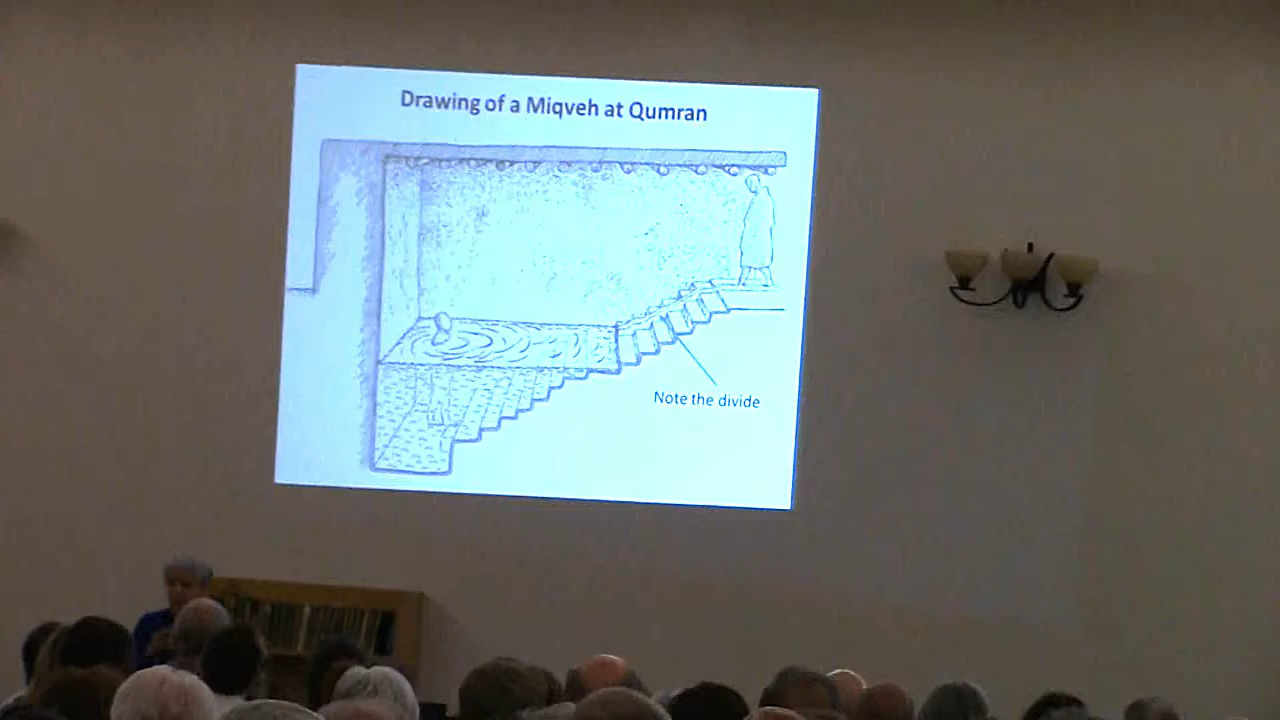 Drawing of a Miqveh at Qumran
Note the divide